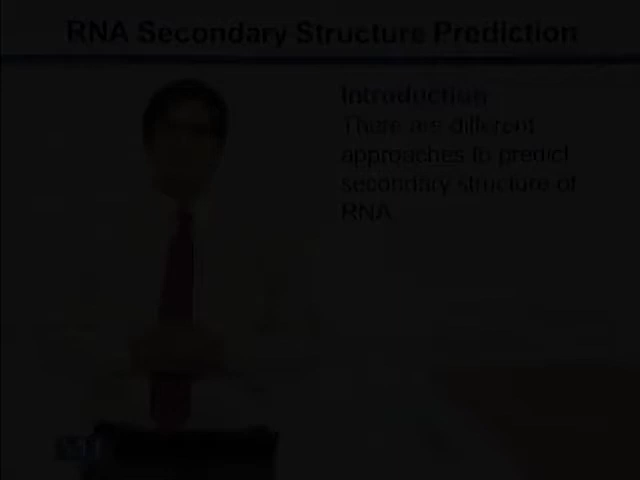 RNA Secondary Structure Prediction
Introduction
There are different
approaches to predict
secondary structure of
RNA